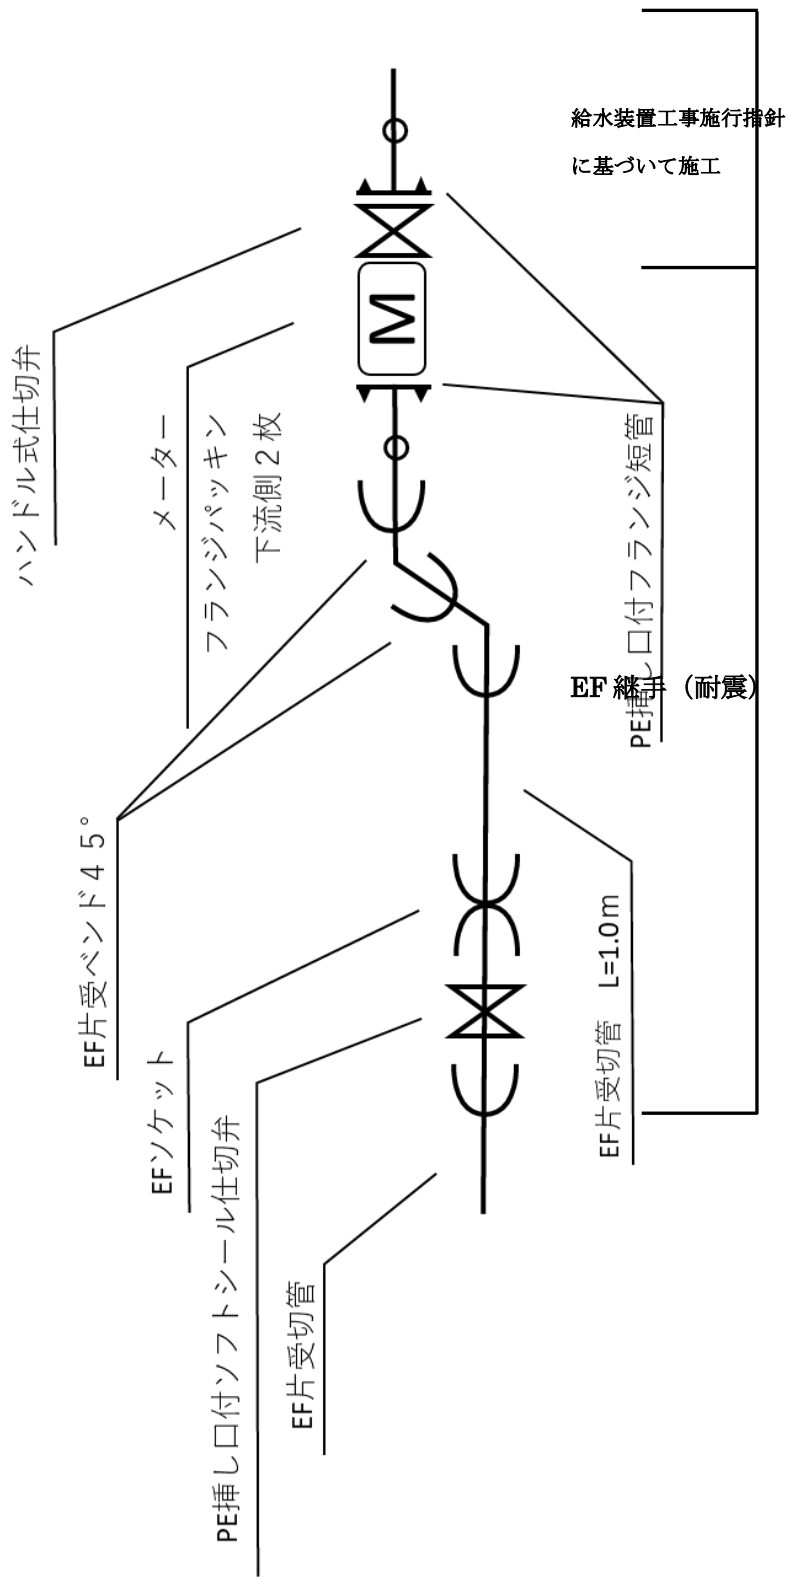 給水装置工事施行指針
に基づいて施工
ハンドル式仕切弁
M
メーター
フランジパッキン
下流側２枚
PE挿し口付フランジ短管
EF 継手（耐震）
EF片受ベンド４５°
EF片受切管　L=1.0ｍ
EFソケット
PE挿し口付ソフトシール仕切弁
EF片受切管